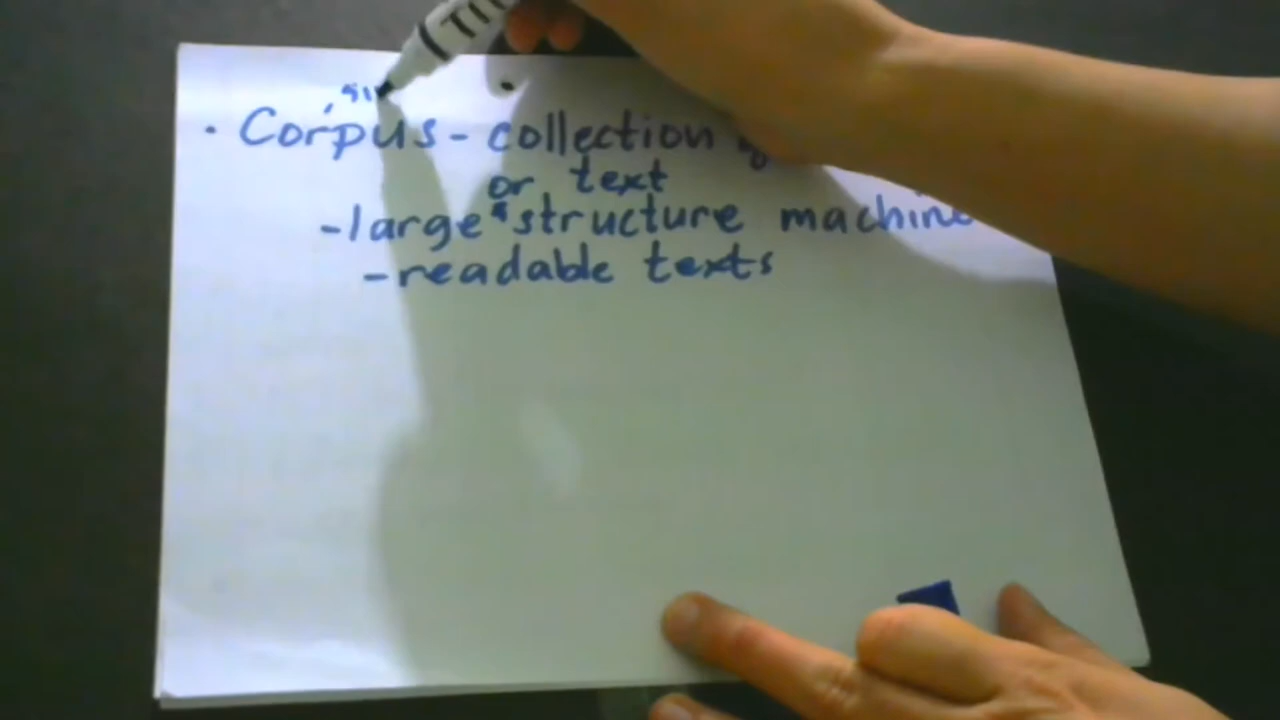 · Corpus - collection
or text
- large structure machine
- readable texts